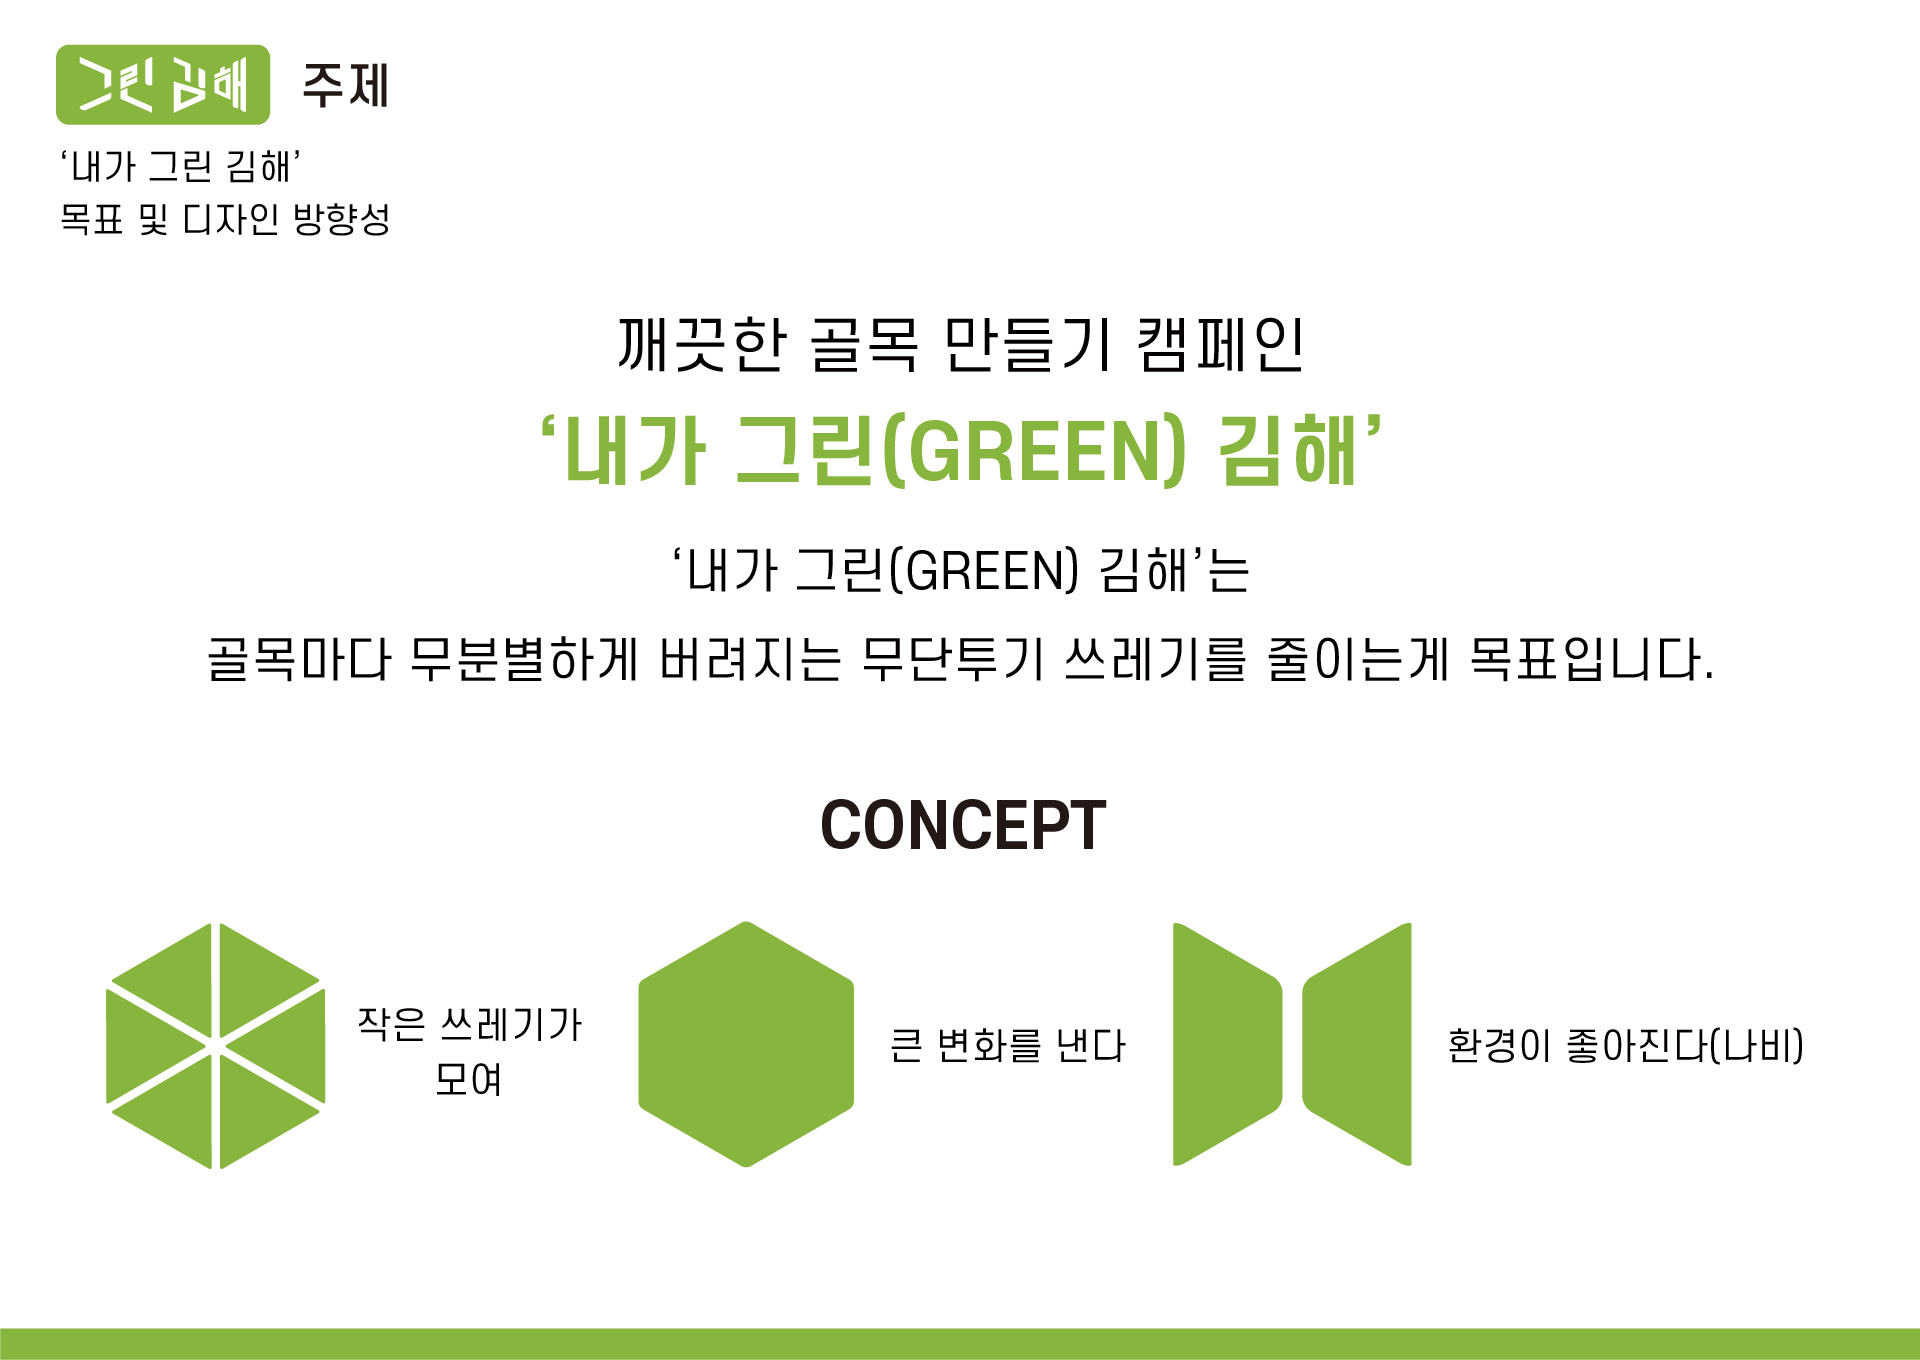 그린 김해 주제
‘내가 그린 김해’
목표 및 디자인 방향성
깨끗한 골목 만들기 캠페인
‘내가 그린(GREEN) 김해’
‘내가 그린(GREEN) 김해’는
골목마다 무분별하게 버려지는 무단투기 쓰레기를 줄이는게 목표입니다.
CONCEPT
작은 쓰레기가
모여
큰 변화를 낸다
환경이 좋아진다(나비)